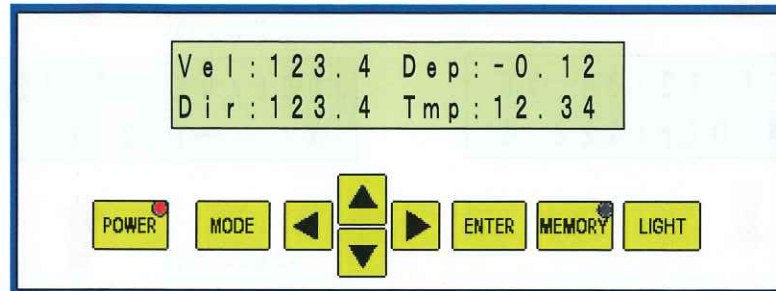 Vel:123.4 Dep:-0.12
Dir:123.4 Tmp:12.34
POWER MODE ENTER MEMORY LIGHT